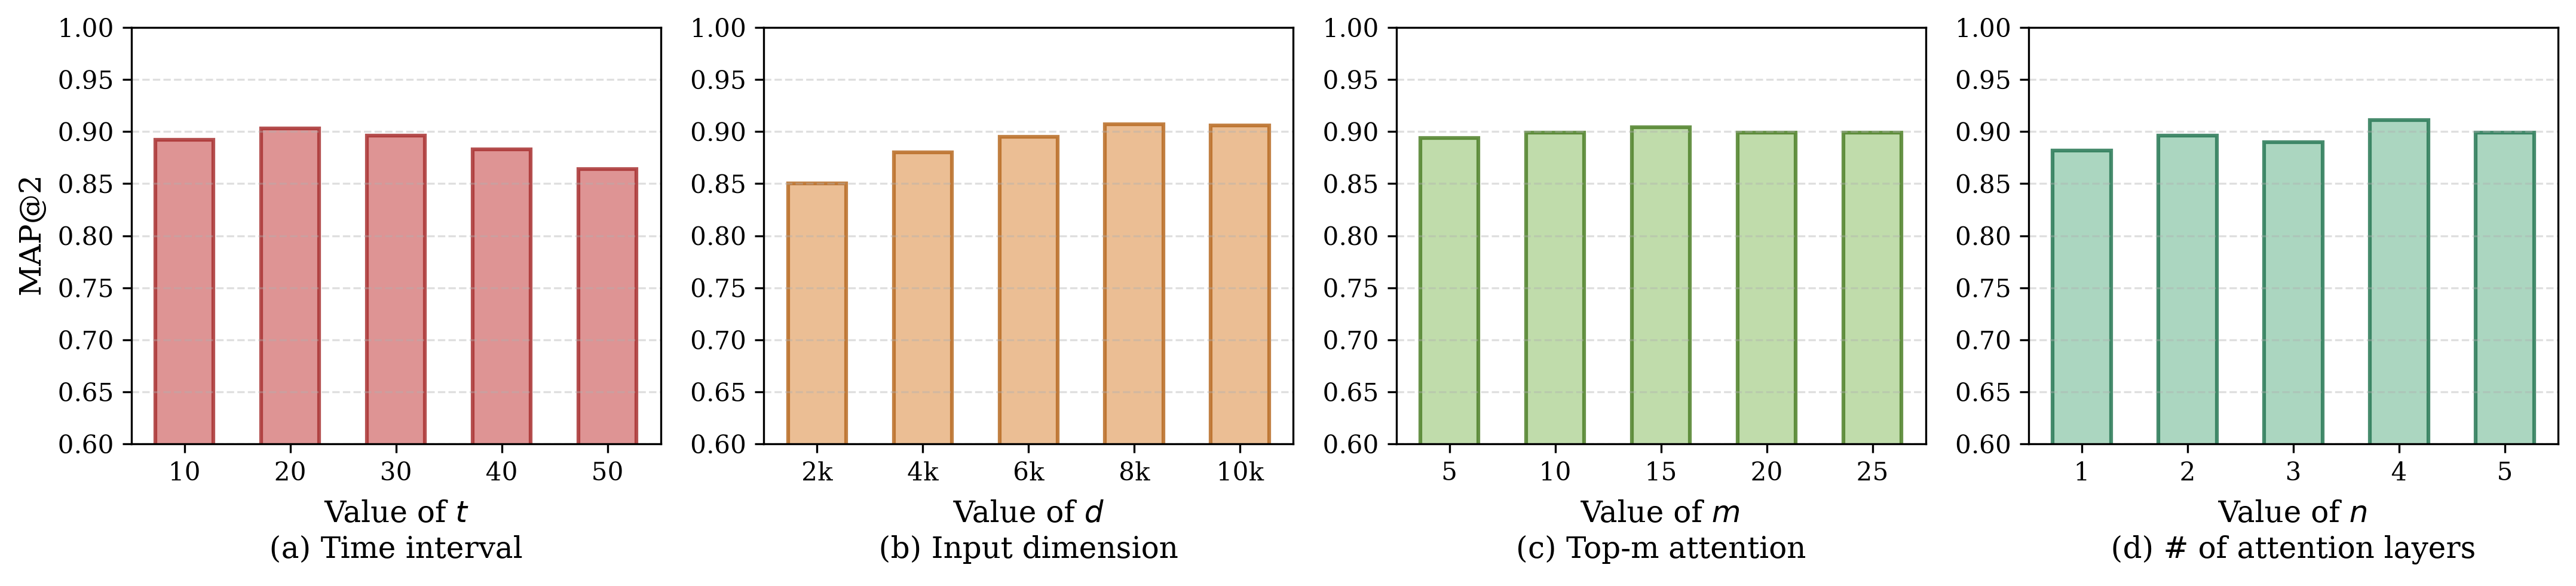 MAP@2
1.00
0.95
0.90
0.85
0.80
0.75
0.70
0.65
0.60
10 20 30 40 50
Value of t
(a) Time interval
1.00
0.95
0.90
0.85
0.80
0.75
0.70
0.65
0.60
2k 4k 6k 8k 10k
Value of d
(b) Input dimension
1.00
0.95
0.90
0.85
0.80
0.75
0.70
0.65
0.60
5 10 15 20 25
Value of m
(c) Top-m attention
1.00
0.95
0.90
0.85
0.80
0.75
0.70
0.65
0.60
1 2 3 4 5
Value of n
(d) # of attention layers